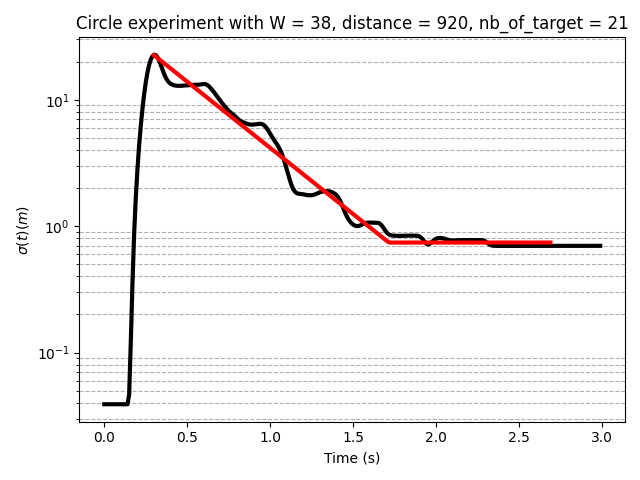 Circle experiment with W = 38, distance = 920, nb_of_target = 21
10¹
10⁰
10⁻¹
σ(t)(m)
0.0 0.5 1.0 1.5 2.0 2.5 3.0
Time (s)